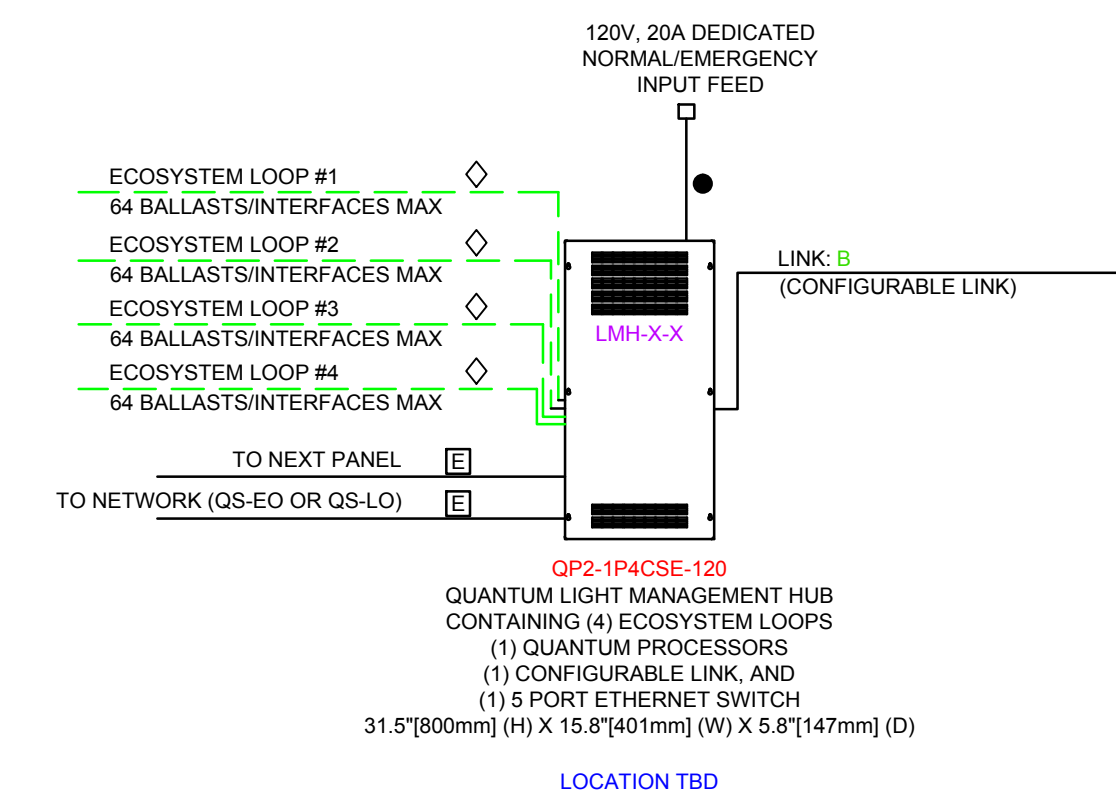 120V, 20A DEDICATED
NORMAL/EMERGENCY
INPUT FEED
ECOSYSTEM LOOP #1
64 BALLASTS/INTERFACES MAX
ECOSYSTEM LOOP #2
64 BALLASTS/INTERFACES MAX
ECOSYSTEM LOOP #3
64 BALLASTS/INTERFACES MAX
ECOSYSTEM LOOP #4
64 BALLASTS/INTERFACES MAX
TO NEXT PANEL E
TO NETWORK (QS-EO OR QS-LO) E
LMH-X-X
LINK: B
(CONFIGURABLE LINK)
QP2-1P4CSE-120
QUANTUM LIGHT MANAGEMENT HUB
CONTAINING (4) ECOSYSTEM LOOPS
(1) QUANTUM PROCESSORS
(1) CONFIGURABLE LINK, AND
(1) 5 PORT ETHERNET SWITCH
31.5"[800mm] (H) X 15.8"[401mm] (W) X 5.8"[147mm] (D)
LOCATION TBD